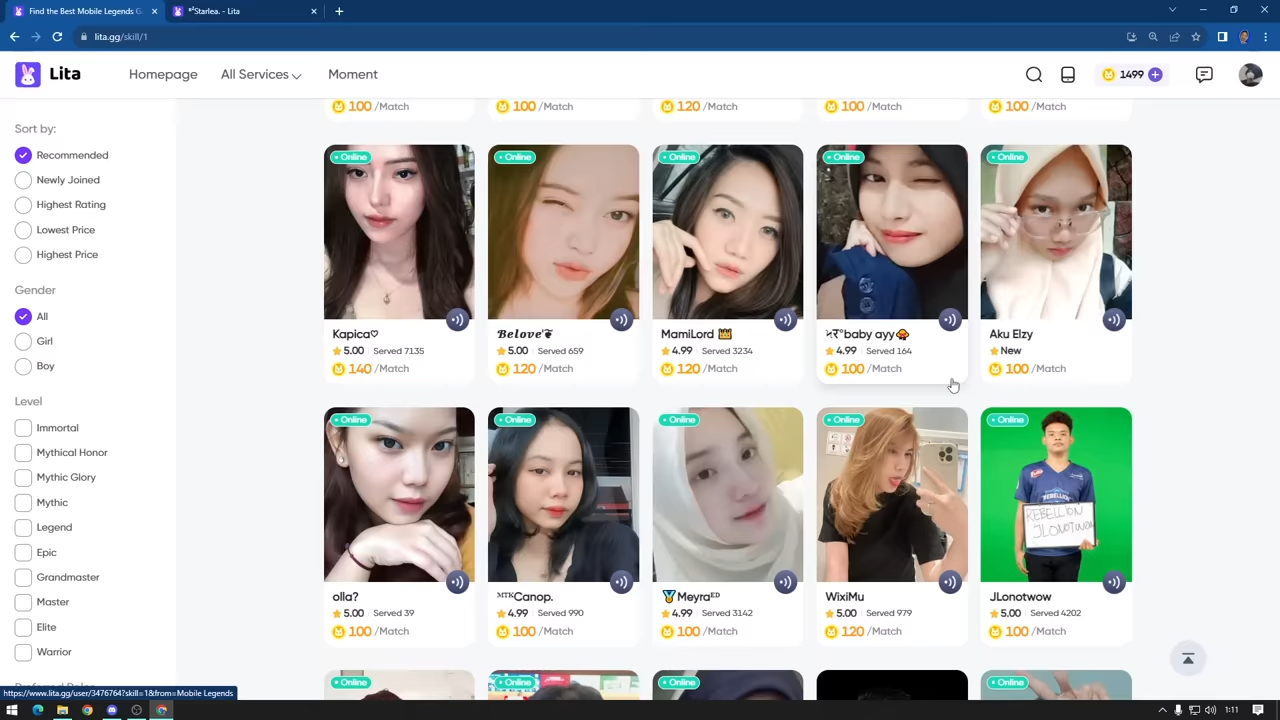 Find the Best Mobile Legends G
*²Starlea. - Lita
lita.gg/skill/1
Lita
Homepage
All Services
Moment
1499
Sort by:
Recommended
Newly Joined
Highest Rating
Lowest Price
Highest Price
Gender
All
Girl
Boy
Level
Immortal
Mythical Honor
Mythic Glory
Mythic
Legend
Epic
Grandmaster
Master
Elite
Warrior
100 /Match
100 /Match
120 /Match
100 /Match
100 /Match
Online
Online
Online
Online
Online
Kapica♡
5.00 Served 7135
140 /Match
𝑩𝒆𝒍𝒐𝒗𝒆'❦
5.00 Served 659
120 /Match
MamiLord 👑
4.99 Served 3234
120 /Match
baby ayy
4.99 Served 164
100 /Match
Aku Elzy
New
100 /Match
Online
Online
Online
Online
Online
olla?
5.00 Served 39
100 /Match
ᴹᵀᴷCanop.
4.99 Served 990
100 /Match
🏅Meyraᴱᴰ
4.99 Served 3142
100 /Match
WixiMu
5.00 Served 979
120 /Match
REBELLION
JLONOTWOW
JLonotwow
5.00 Served 4202
100 /Match
Online
Online
Online
Online
Online
https://www.lita.gg/user/3476764?skill=1&from=Mobile Legends
1:11